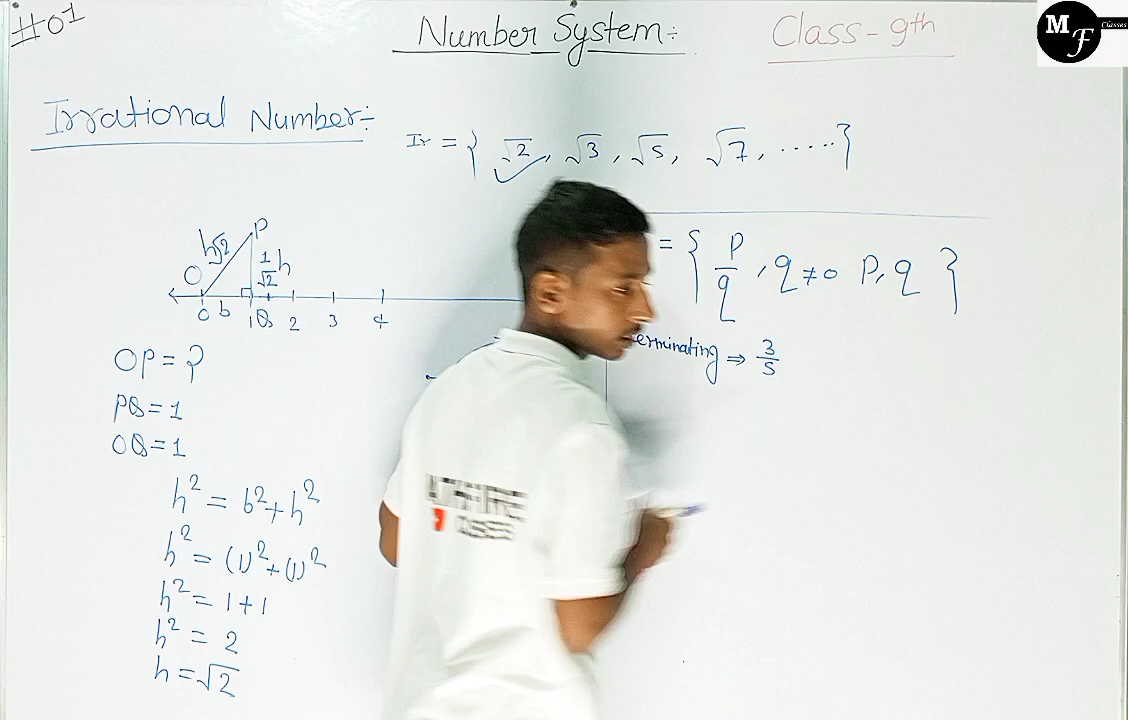 #01
Number System:-
Class-9th
M F Classes
Irrational Number:-
Ir = { √2, √3, √5, √7, ..... }
= { p/q, q≠0 P, q }
h√2
P
1
√2
h
O
b
0 1 Q 2 3 4
erminating ⇒ 3/5
OP = ?
PQ = 1
OQ = 1
h² = b² + h²
h² = (1)² + (1)²
h² = 1 + 1
h² = 2
h = √2